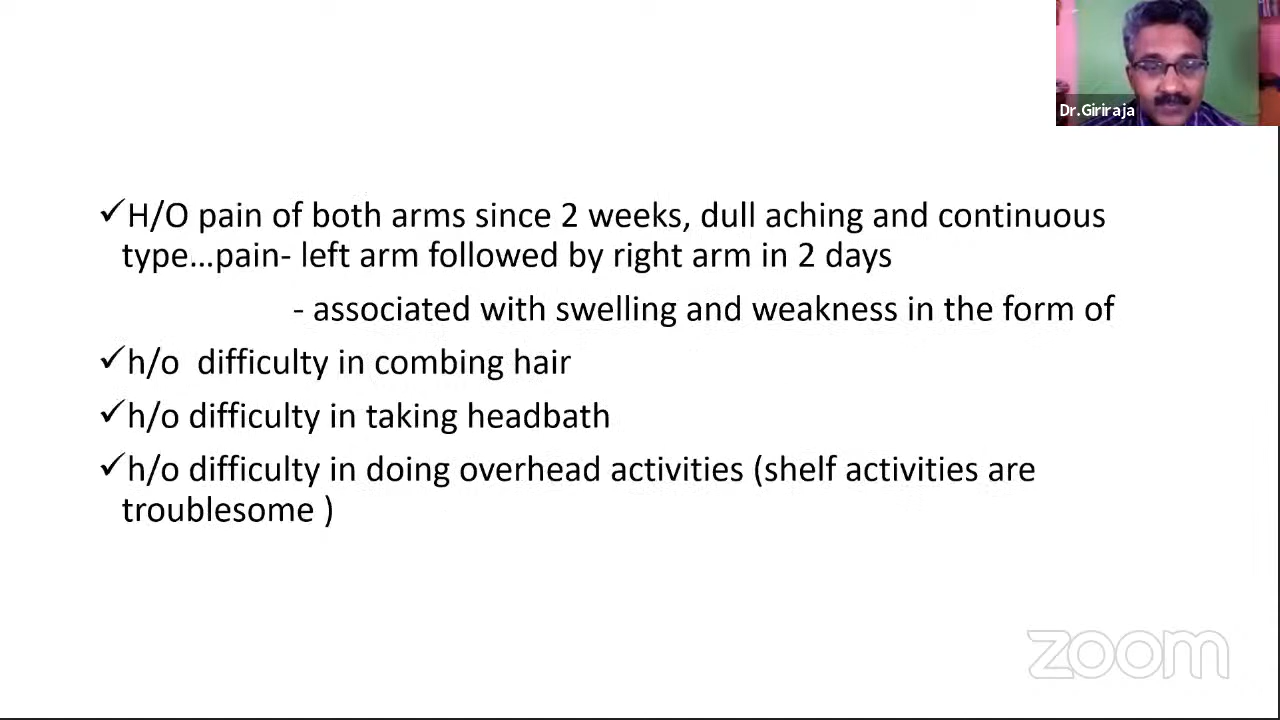 Dr.Giriraja
✓H/O pain of both arms since 2 weeks, dull aching and continuous
type...pain- left arm followed by right arm in 2 days
- associated with swelling and weakness in the form of
✓h/o  difficulty in combing hair
✓h/o difficulty in taking headbath
✓h/o difficulty in doing overhead activities (shelf activities are
troublesome )
zoom